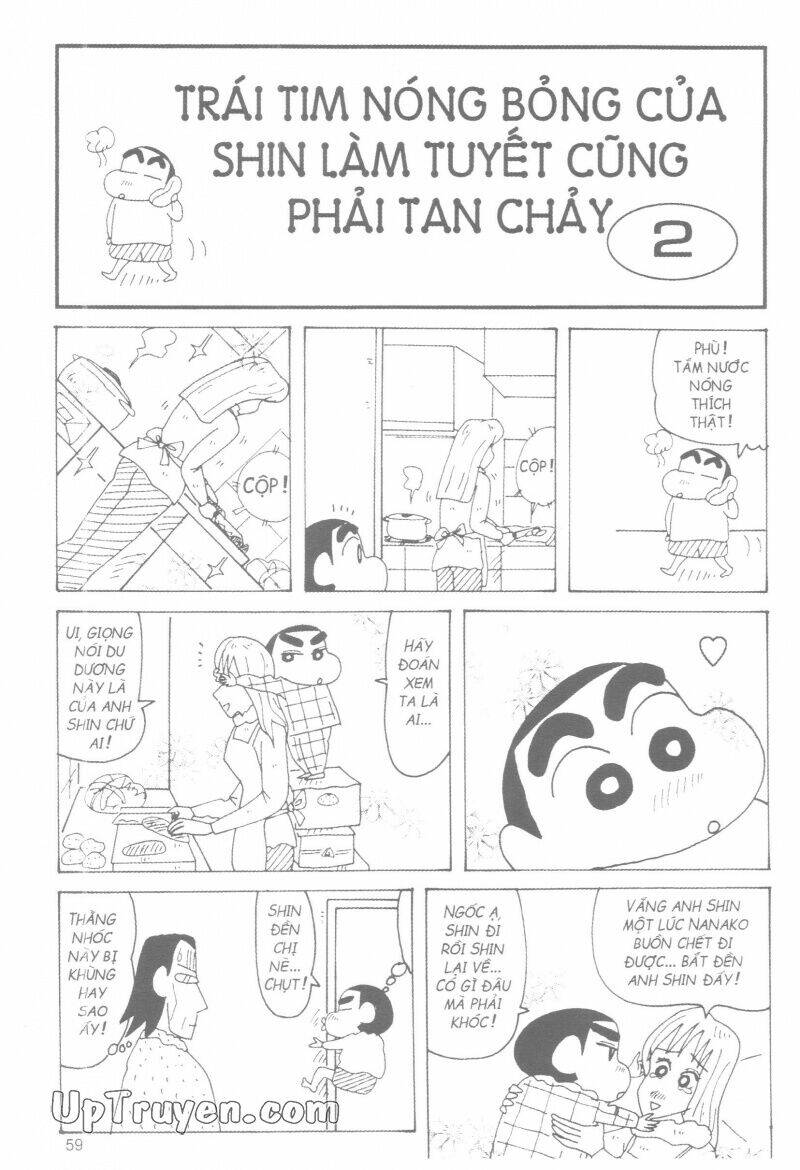 TRÁI TIM NÓNG BỎNG CỦA
SHIN LÀM TUYẾT CŨNG
PHẢI TAN CHẢY
2
PHÙ!
TẮM NƯỚC
NÓNG
THÍCH
THẬT!
CỘP!
CỘP!
HÃY
ĐOÁN
XEM
TA LÀ
AI...
UI, GIỌNG
NÓI DU
DƯƠNG
NÀY LÀ
CỦA ANH
SHIN CHỨ
AI!
VẮNG ANH SHIN
MỘT LÚC NANAKO
BUỒN CHẾT ĐI
ĐƯỢC... BẮT ĐỀN
ANH SHIN ĐẤY!
NGỐC Ạ,
SHIN ĐI
RỒI SHIN
LẠI VỀ...
CÓ GÌ ĐÂU
MÀ PHẢI
KHÓC!
SHIN
ĐỀN
CHỊ
NÈ...
CHỤT!
THẰNG
NHỐC
NÀY BỊ
KHÙNG
HAY
SAO
ẤY!
UpTruyen.com
59